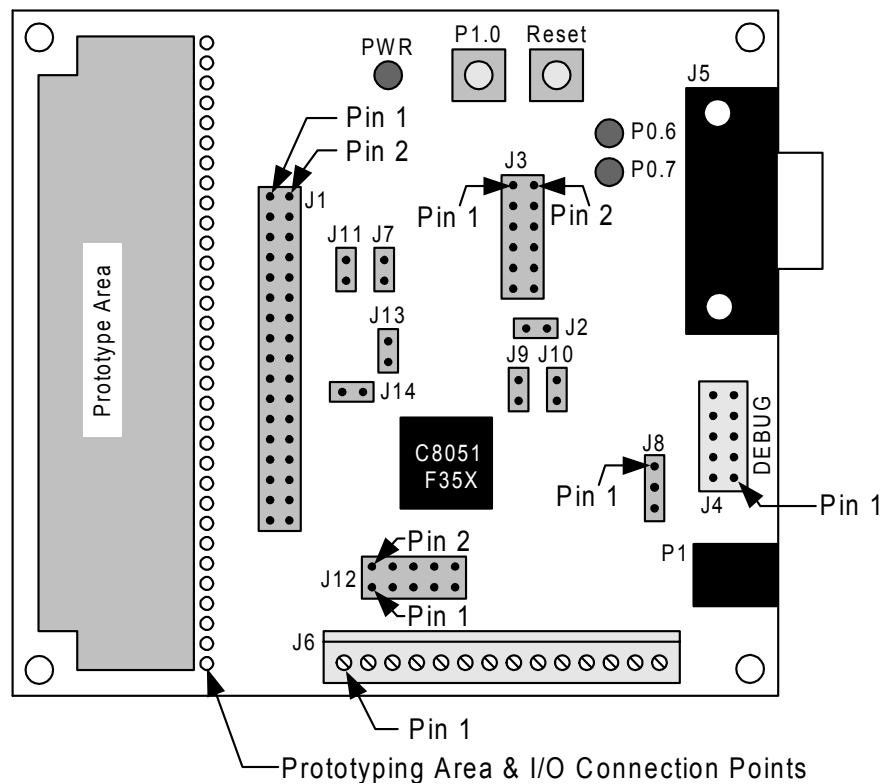 P1.0
Reset
PWR
J5
Pin 1
Pin 2
P0.6
P0.7
J3
Pin 1
Pin 2
J1
J11
J7
Prototype Area
J13
J2
J9
J10
J14
C8051
F35X
J8
Pin 1
DEBUG
J4
Pin 1
Pin 2
J12
Pin 1
P1
J6
Pin 1
Prototyping Area & I/O Connection Points